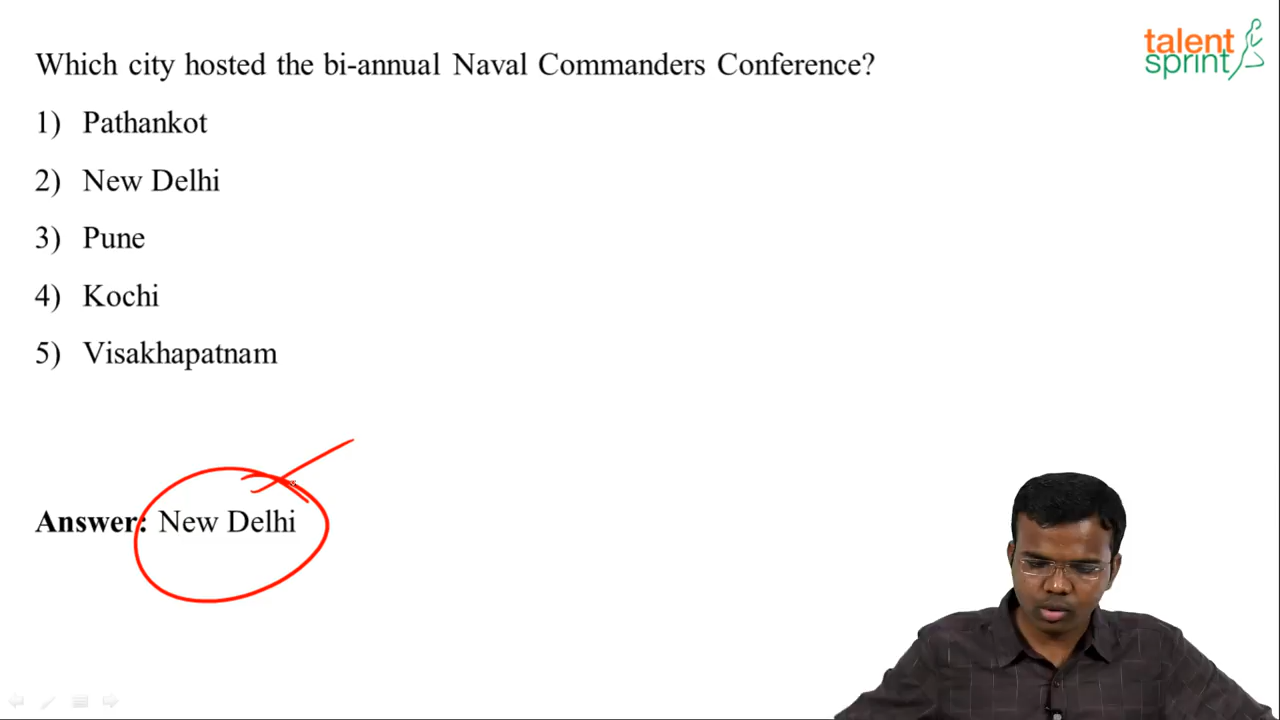 talent
sprint
Which city hosted the bi-annual Naval Commanders Conference?
1) Pathankot
2) New Delhi
3) Pune
4) Kochi
5) Visakhapatnam
Answer: New Delhi